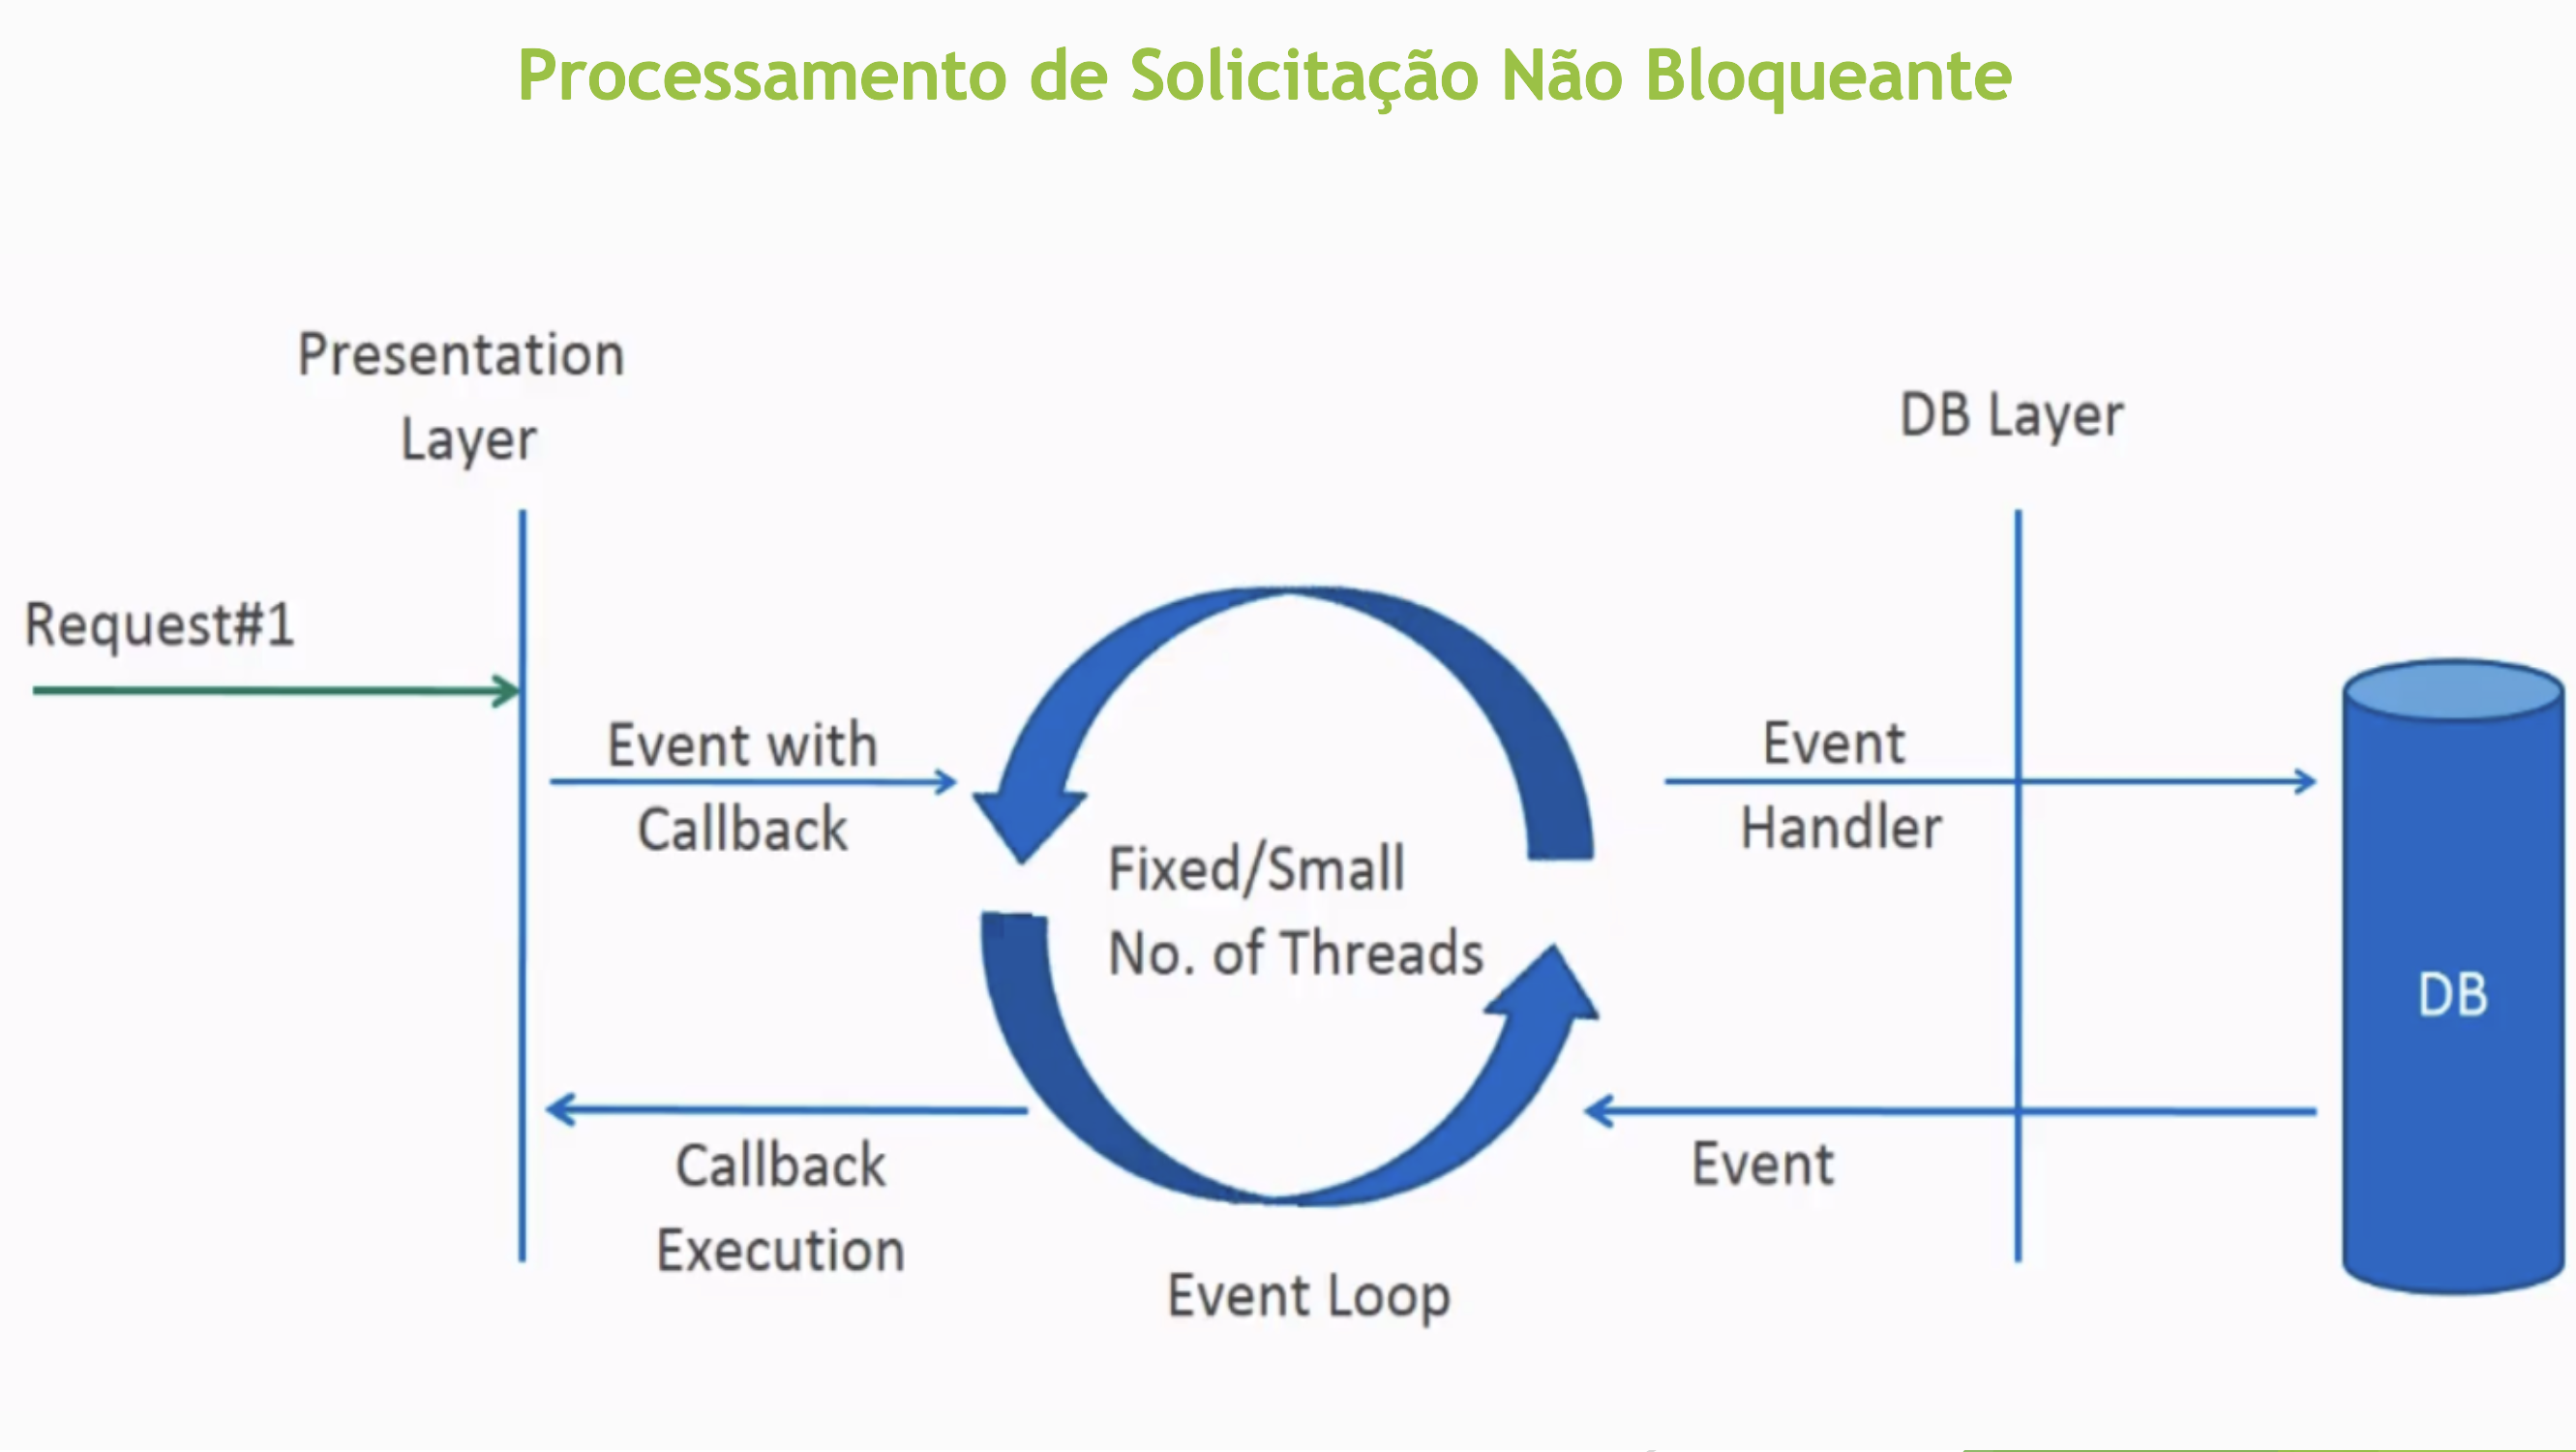 Processamento de Solicitação Não Bloqueante
Presentation
Layer
DB Layer
Request#1
Event with
Callback
Event
Handler
Fixed/Small
No. of Threads
DB
Callback
Execution
Event
Event Loop